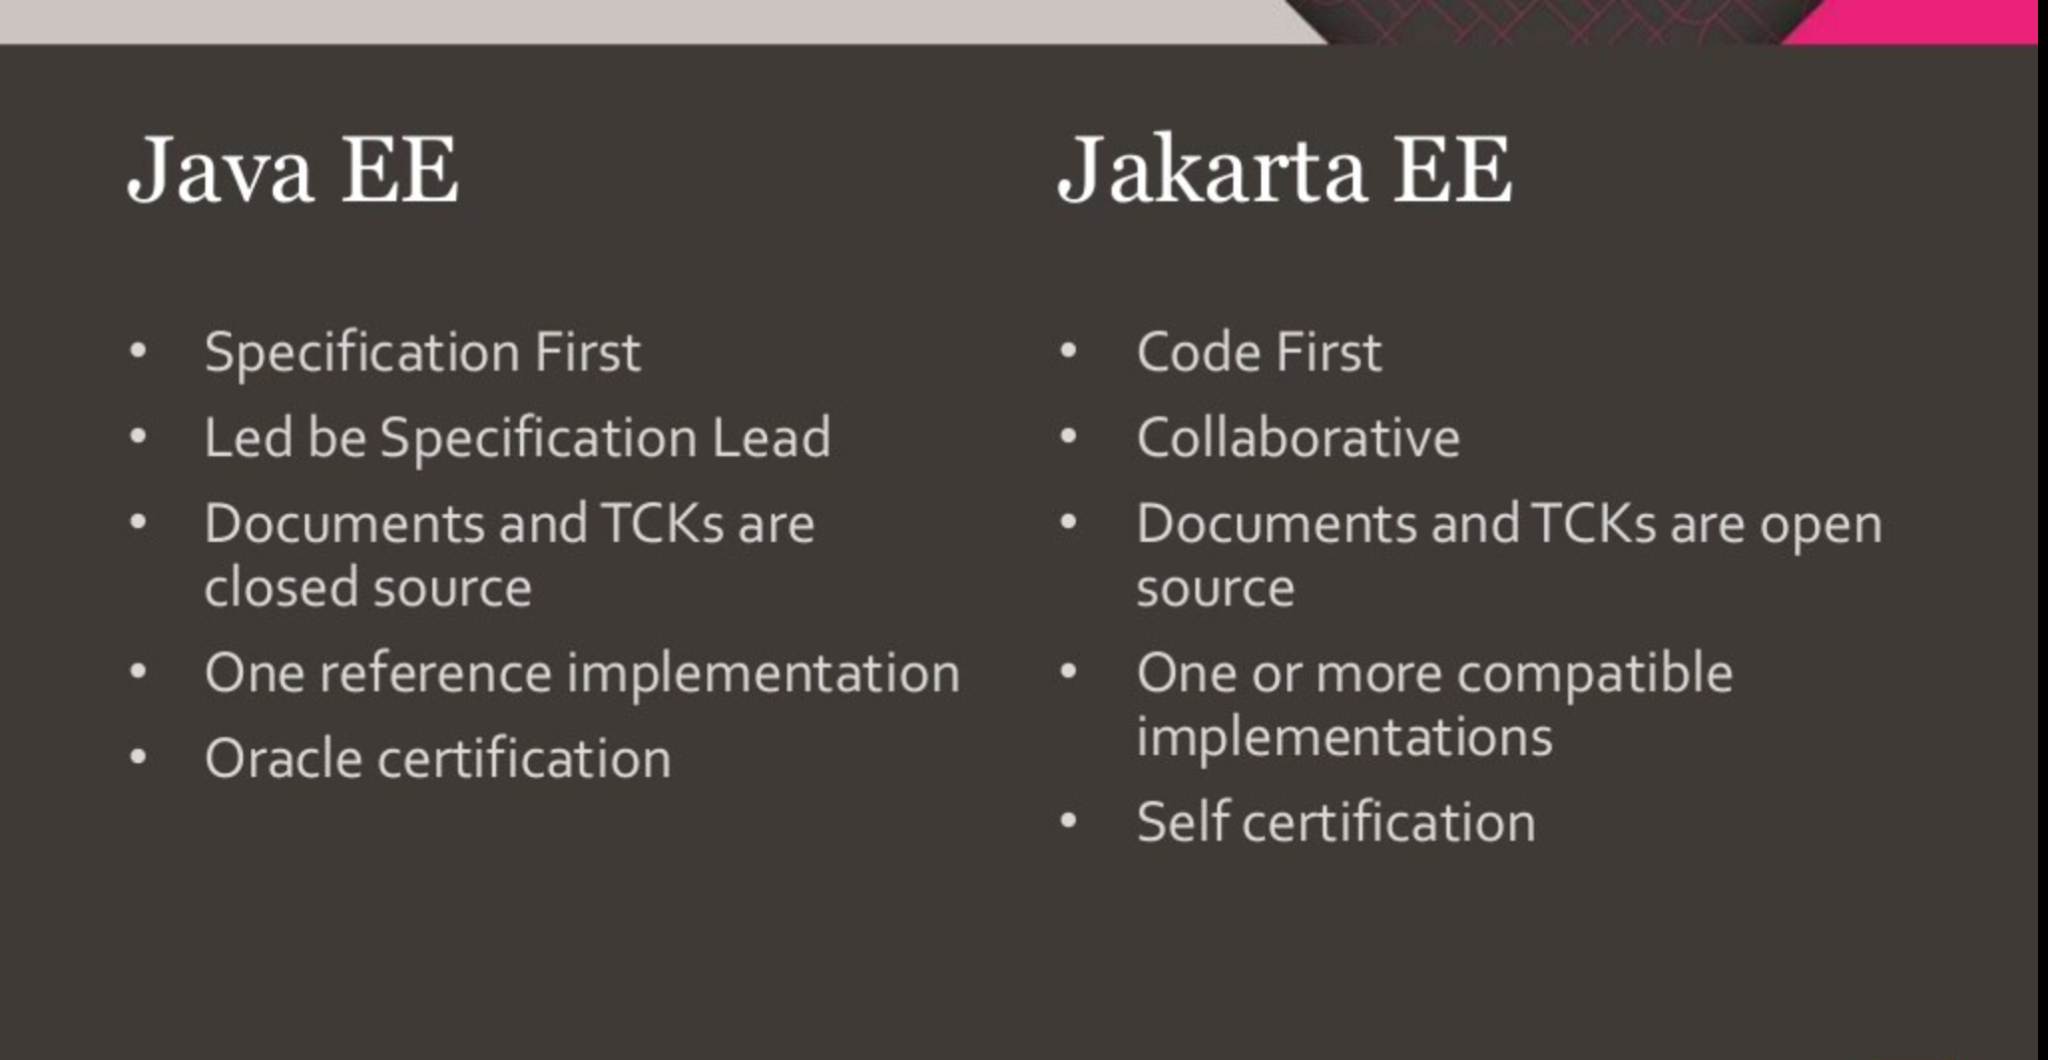 Java EE
• Specification First
• Led be Specification Lead
• Documents and TCKs are
closed source
• One reference implementation
• Oracle certification
Jakarta EE
• Code First
• Collaborative
• Documents and TCKs are open
source
• One or more compatible
implementations
• Self certification